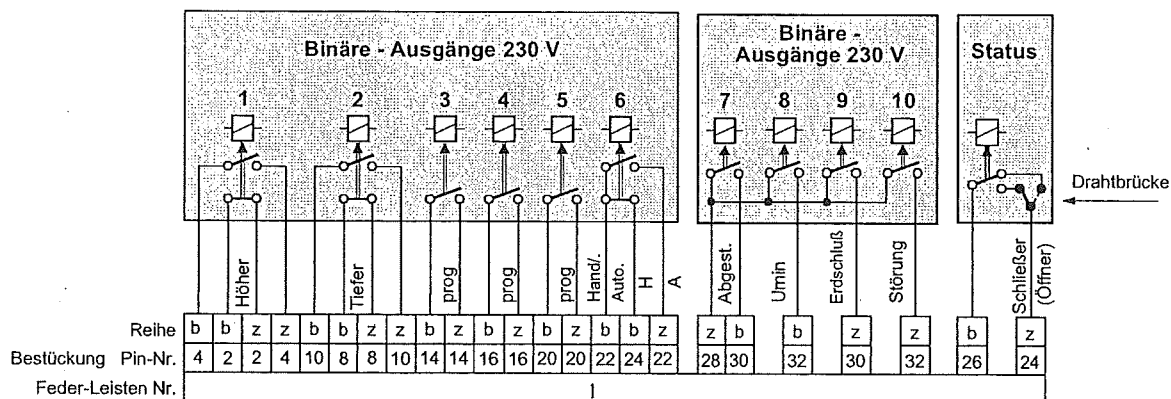 Binäre - Ausgänge 230 V
Binäre -
Ausgänge 230 V
Status
1 2 3 4 5 6 7 8 9 10
Drahtbrücke
Höher
Tiefer
prog
prog
prog
Hand/.
Auto.
H
A
Abgest.
Umin
Erdschluß
Störung
Schließer
(Öffner)
Reihe b b z z b b z z b z b z b z b b z z b b z z b z
Bestückung Pin-Nr. 4 2 2 4 10 8 8 10 14 14 16 16 20 20 22 24 22 28 30 32 30 32 26 24
Feder-Leisten Nr. 1